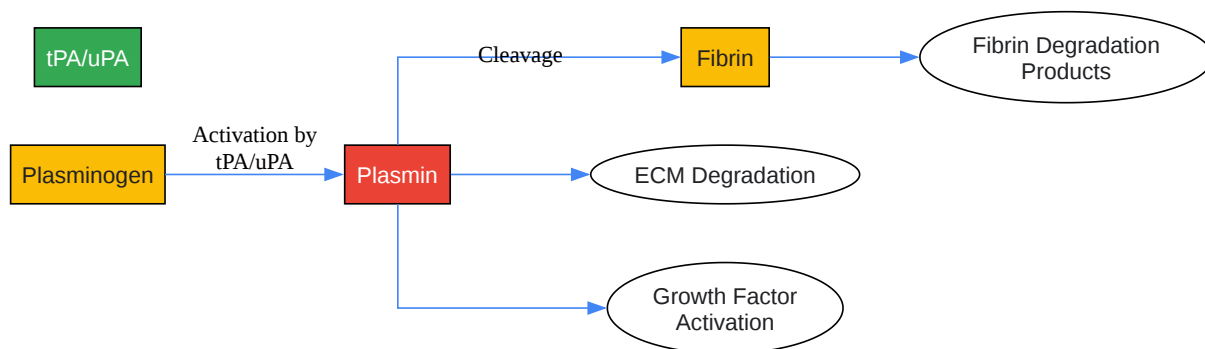 tPA/uPA
Cleavage
Fibrin
Fibrin Degradation
Products
Plasminogen
Activation by
tPA/uPA
Plasmin
ECM Degradation
Growth Factor
Activation